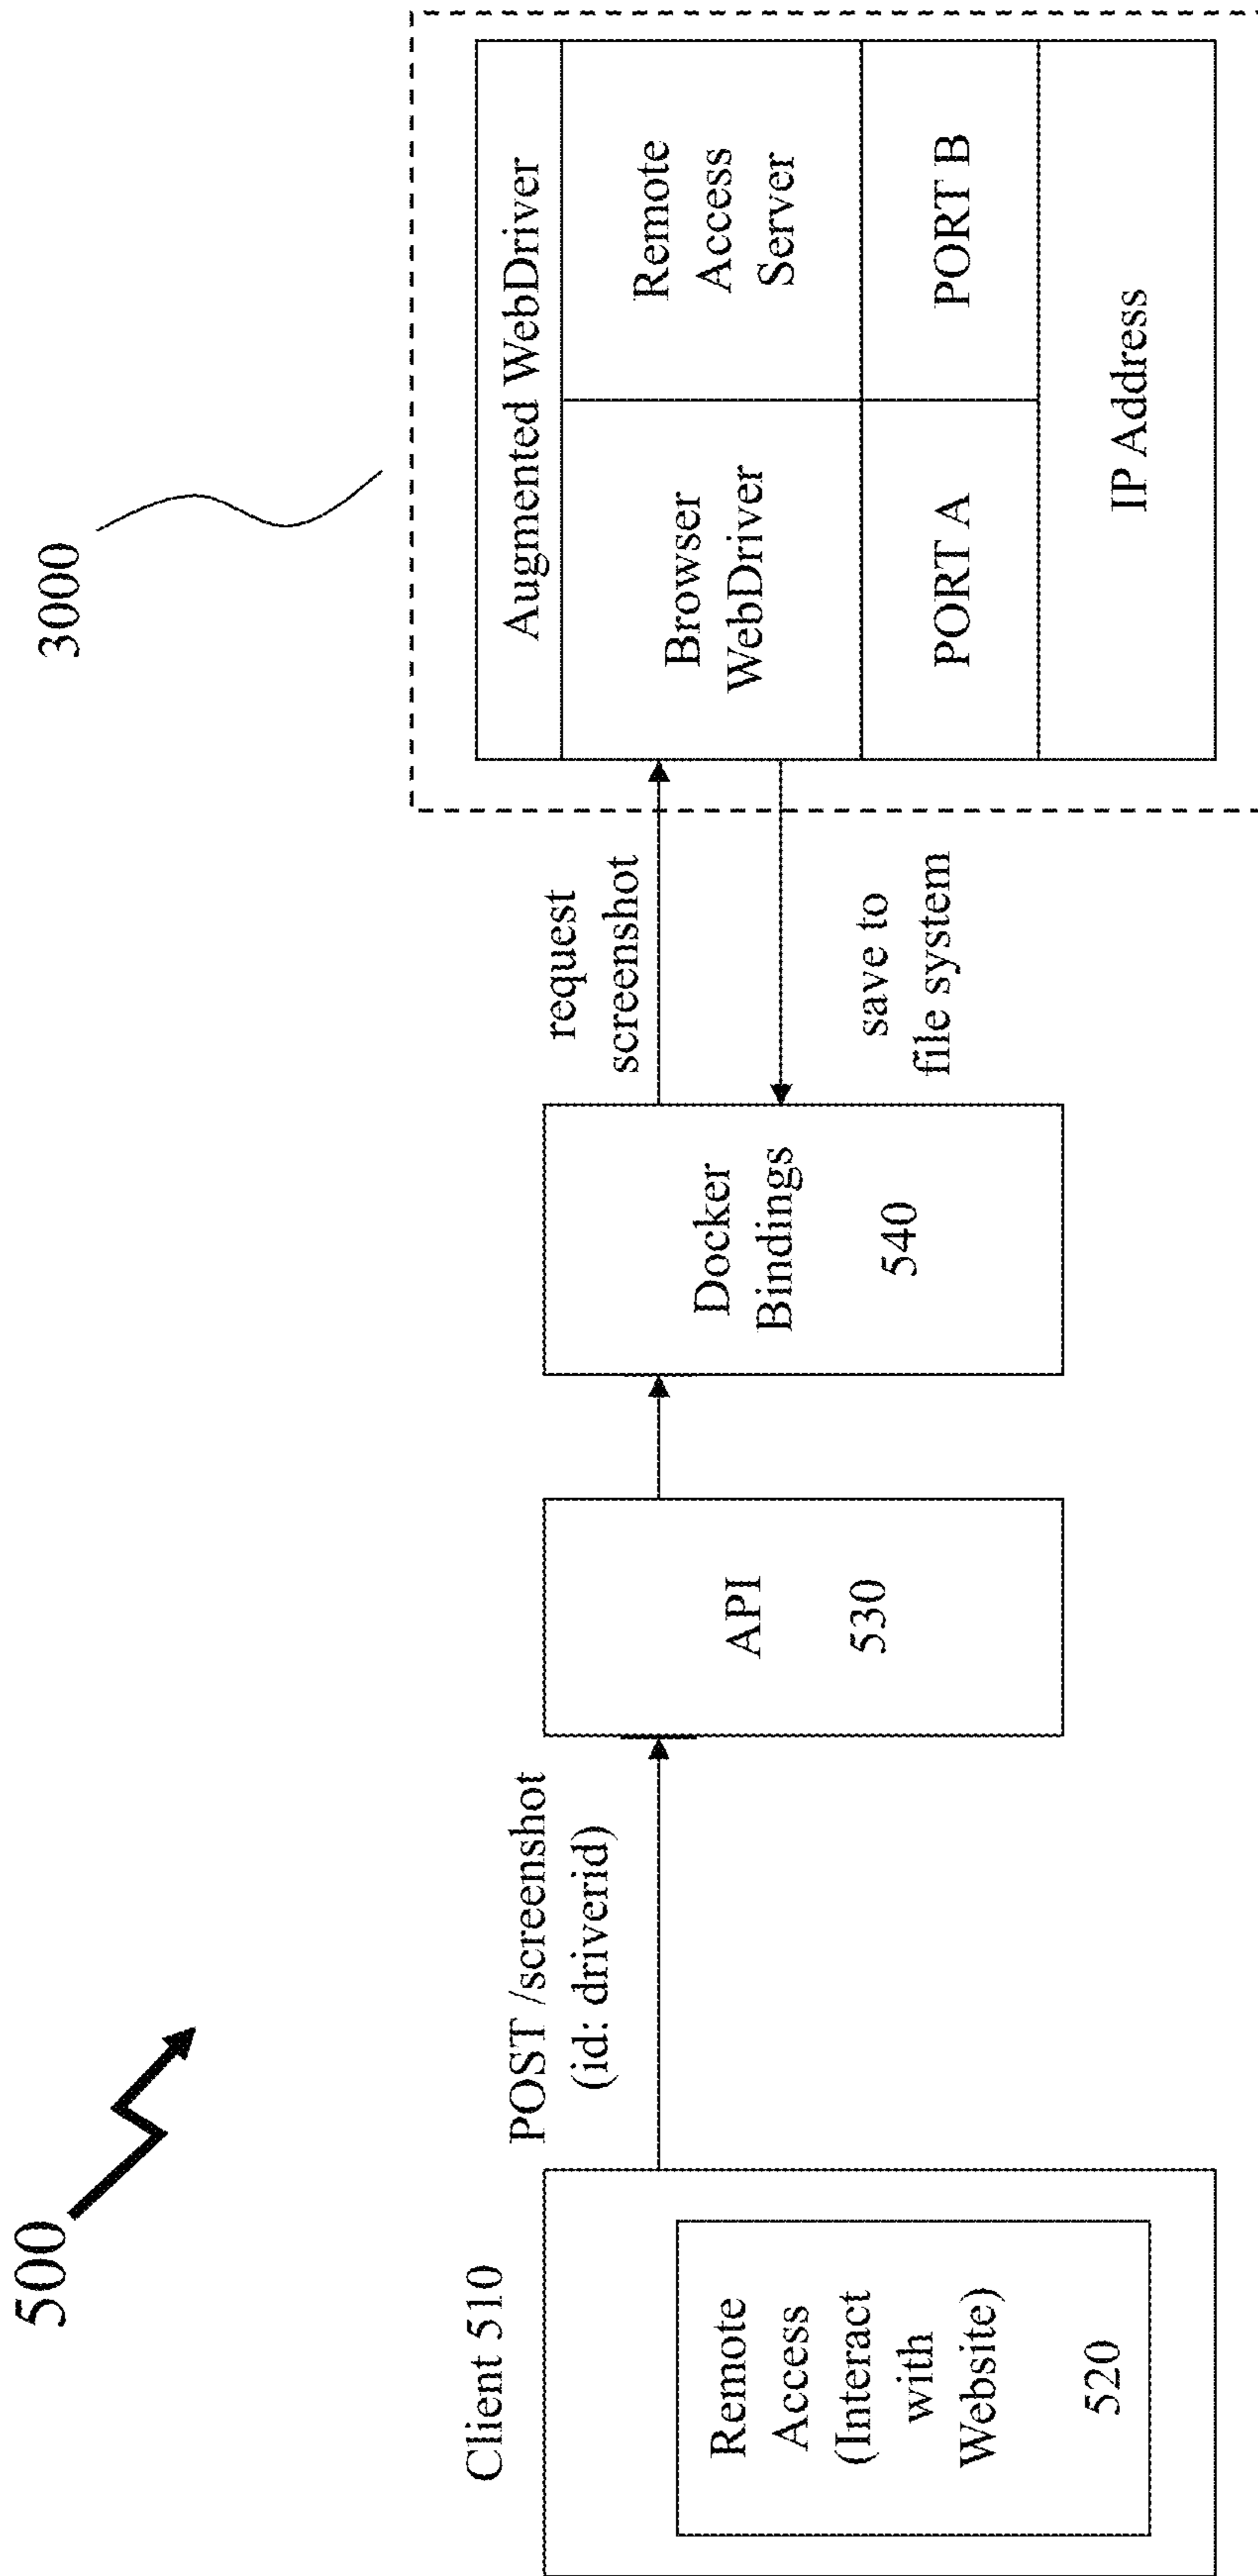 500
3000
Client 510
Remote
Access
(Interact
with
Website)
520
POST /screenshot
(id: driverid)
API
530
Docker
Bindings
540
request
screenshot
save to
file system
Augmented WebDriver
Browser
WebDriver
Remote
Access
Server
PORT A
PORT B
IP Address